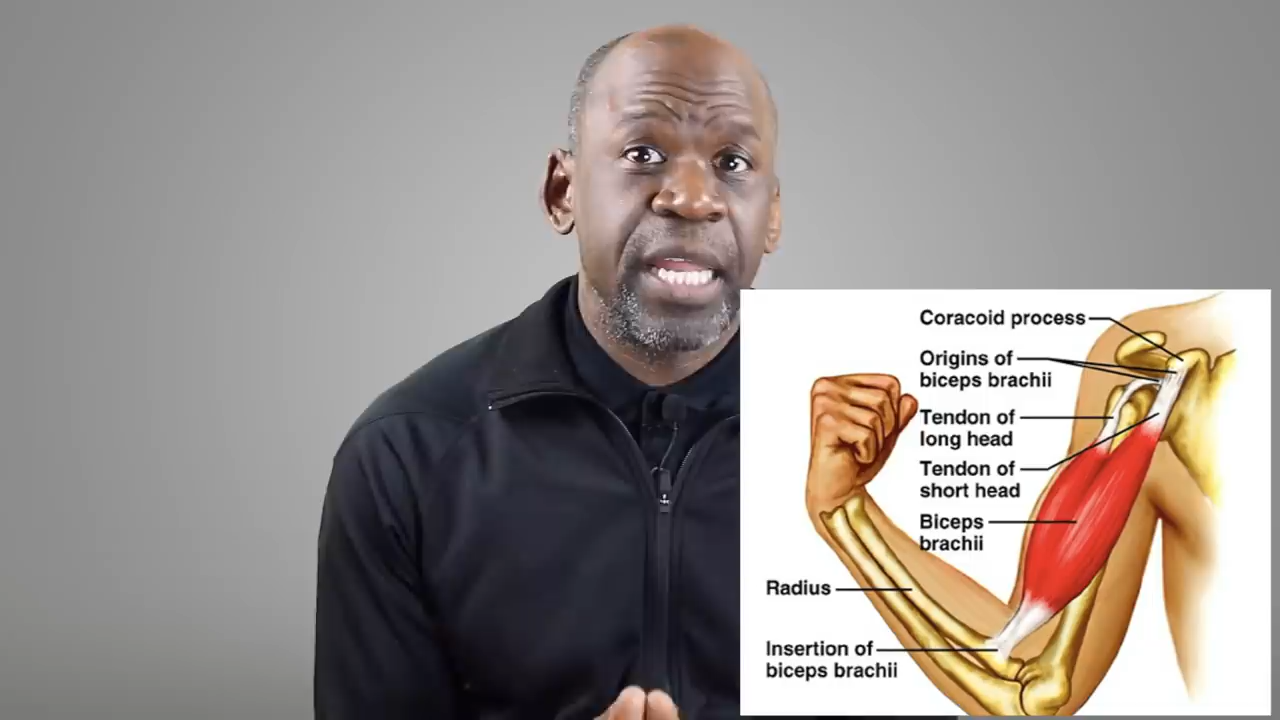 Coracoid process
Origins of
biceps brachii
Tendon of
long head
Tendon of
short head
Biceps
brachii
Radius
Insertion of
biceps brachii